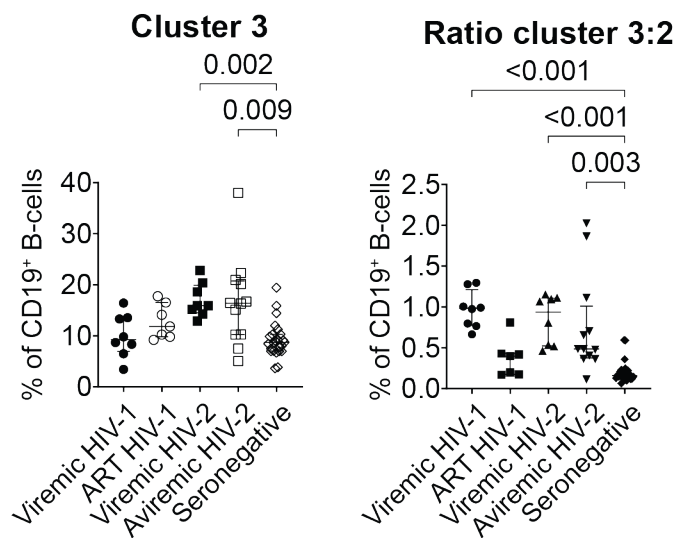 Cluster 3
0.002
0.009
% of CD19⁺ B-cells
40
30
20
10
0
Viremic HIV-1
ART HIV-1
Viremic HIV-2
Aviremic HIV-2
Seronegative
Ratio cluster 3:2
<0.001
<0.001
0.003
% of CD19⁺ B-cells
2.5
2.0
1.5
1.0
0.5
0.0
Viremic HIV-1
ART HIV-1
Viremic HIV-2
Aviremic HIV-2
Seronegative